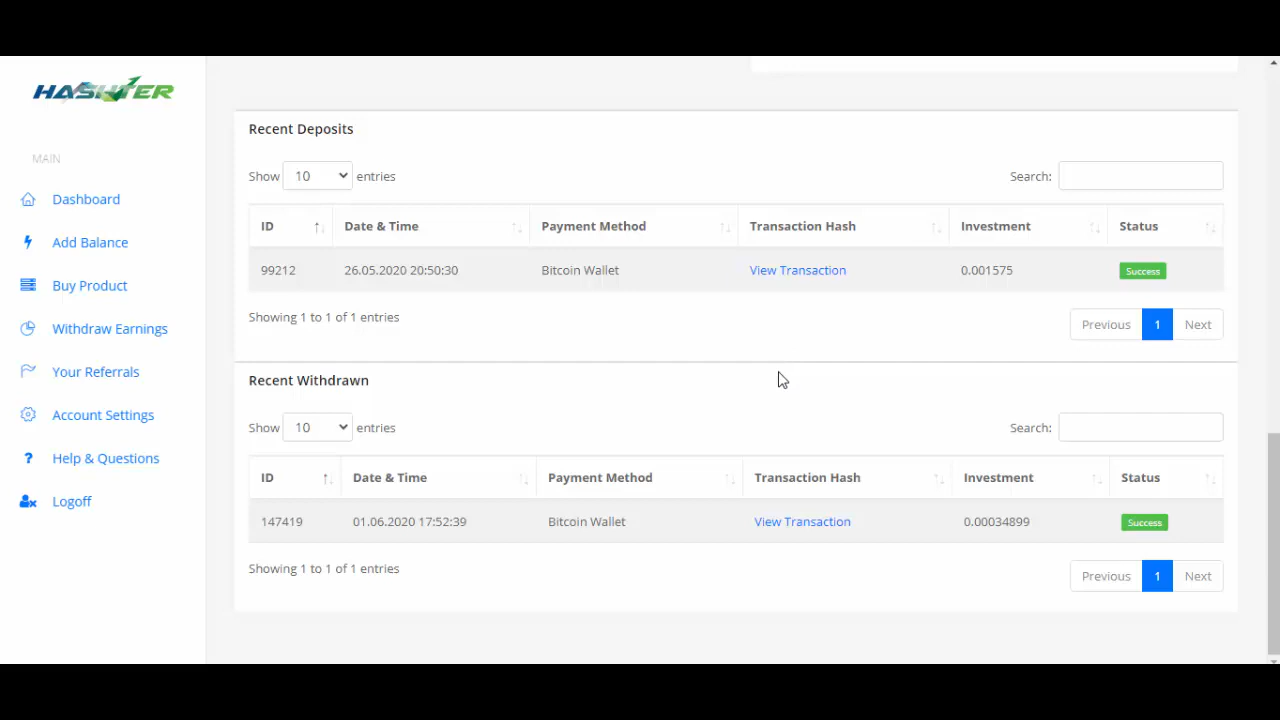 HASHTER
MAIN
Dashboard
Add Balance
Buy Product
Withdraw Earnings
Your Referrals
Account Settings
Help & Questions
Logoff
Recent Deposits
Show 10 entries Search:
ID Date & Time Payment Method Transaction Hash Investment Status
99212 26.05.2020 20:50:30 Bitcoin Wallet View Transaction 0.001575 Success
Showing 1 to 1 of 1 entries
Previous 1 Next
Recent Withdrawn
Show 10 entries Search:
ID Date & Time Payment Method Transaction Hash Investment Status
147419 01.06.2020 17:52:39 Bitcoin Wallet View Transaction 0.00034899 Success
Showing 1 to 1 of 1 entries
Previous 1 Next